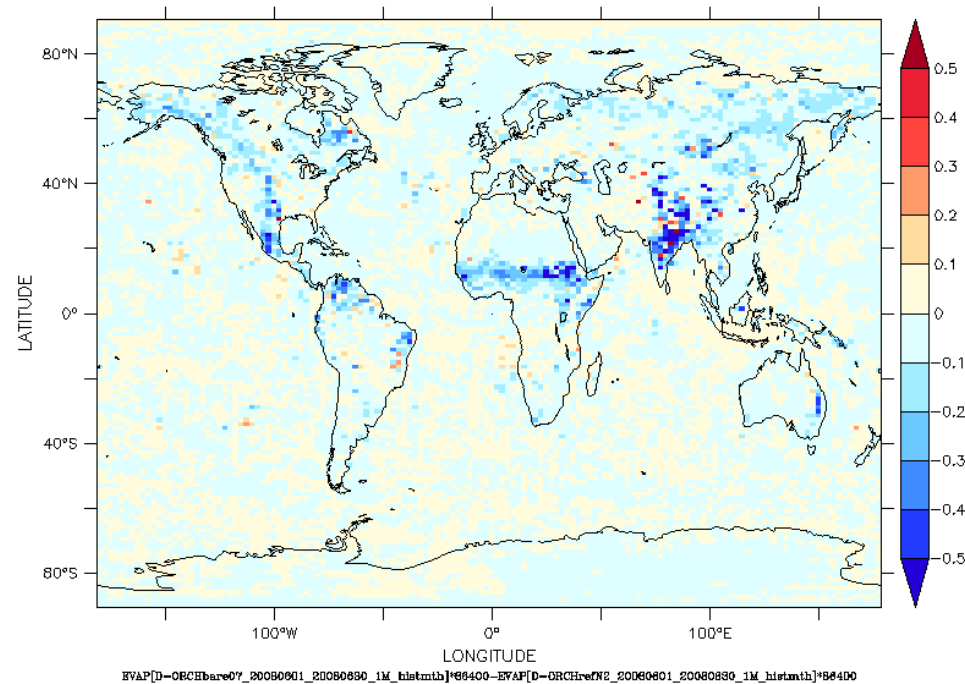 80°N
40°N
0°
40°S
80°S
LATITUDE
100°W 0° 100°E
LONGITUDE
0.5
0.4
0.3
0.2
0.1
0
-0.1
-0.2
-0.3
-0.4
-0.5
EVAP[D=ORCHbare07_20080601_20080630_1M_histmth]*86400-EVAP[D=ORCHrefN2_20080601_20080630_1M_histmth]*86400